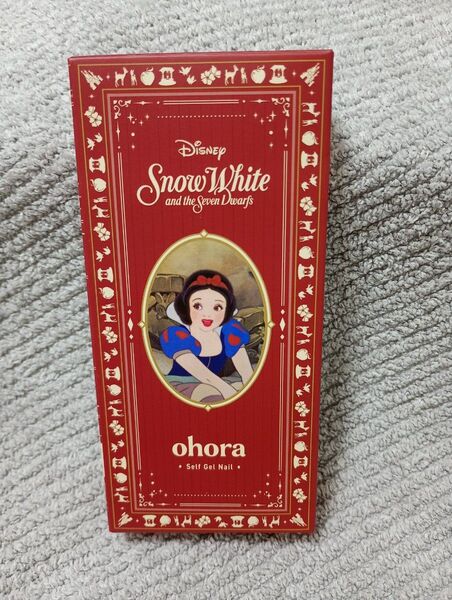 Disney
Snow White
and the Seven Dwarfs
ohora
• Self Gel Nail •